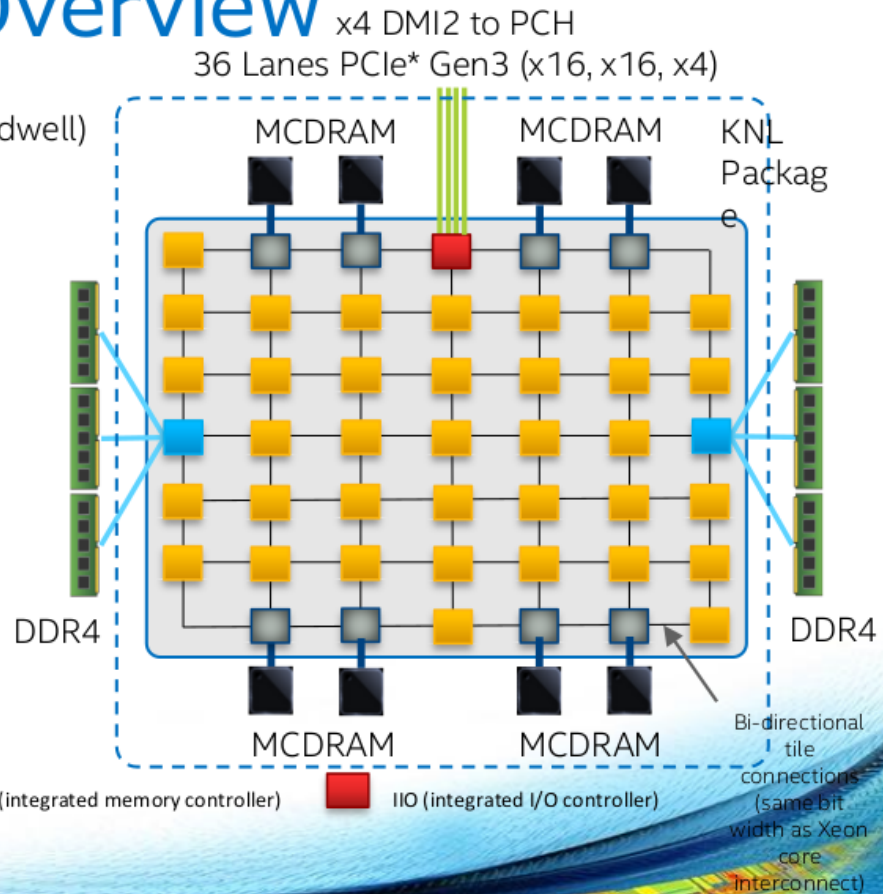 Overview
x4 DMI2 to PCH
36 Lanes PCIe* Gen3 (x16, x16, x4)
dwell)
MCDRAM
MCDRAM
KNL
Packag
e
DDR4
DDR4
MCDRAM
MCDRAM
Bi-directional
tile
connections
(same bit
width as Xeon
core
interconnect)
(integrated memory controller)
IIO (integrated I/O controller)